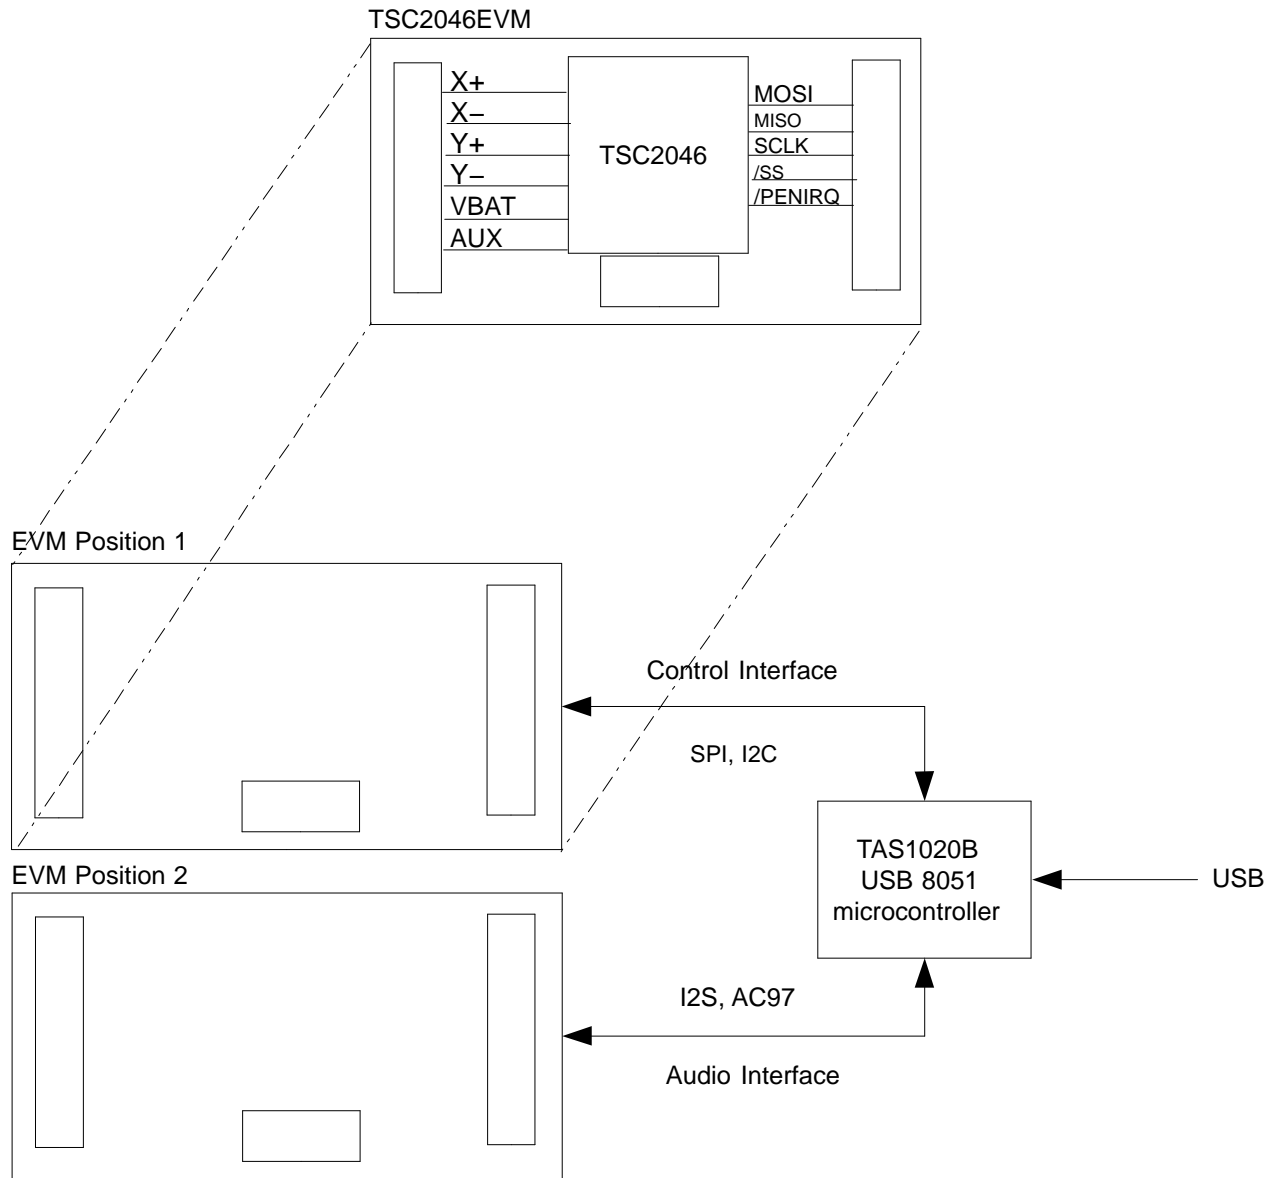 TSC2046EVM
X+
X–
Y+
Y–
VBAT
AUX
TSC2046
MOSI
MISO
SCLK
/SS
/PENIRQ
EVM Position 1
Control Interface
SPI, I2C
TAS1020B
USB 8051
microcontroller
USB
EVM Position 2
I2S, AC97
Audio Interface